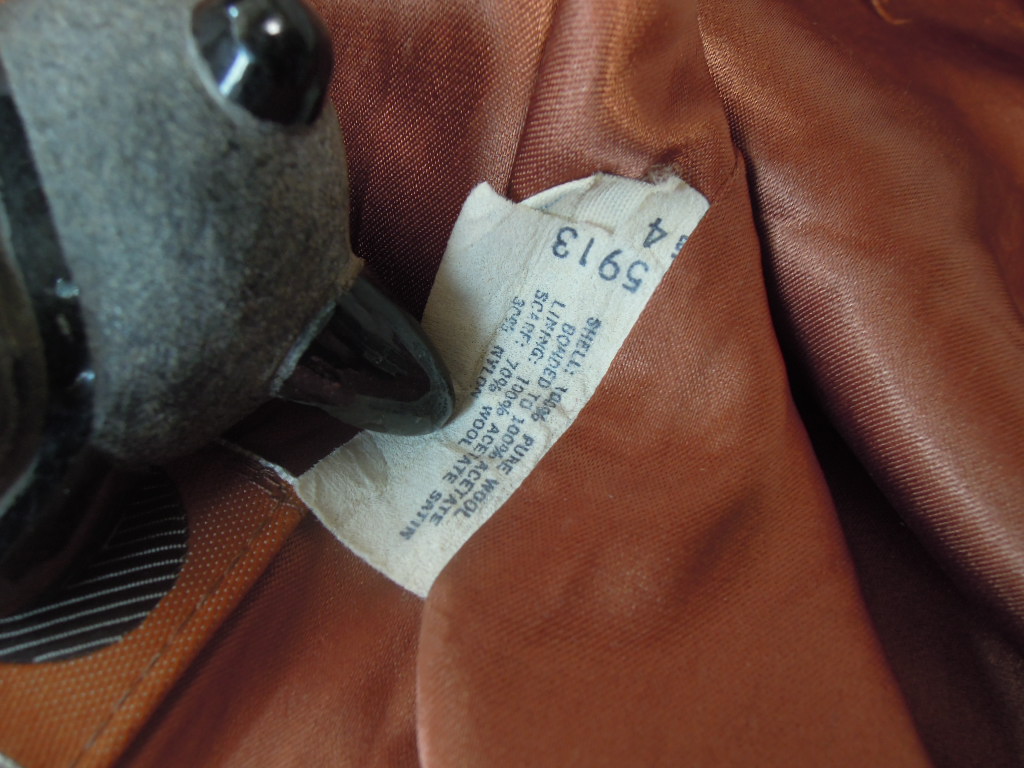 4
5913
SHELL: 100% PURE WOOL
BONDED TO 100% ACETATE
LINING: 100% ACETATE SATIN
SCARF: 70% WOOL
30% NYLON